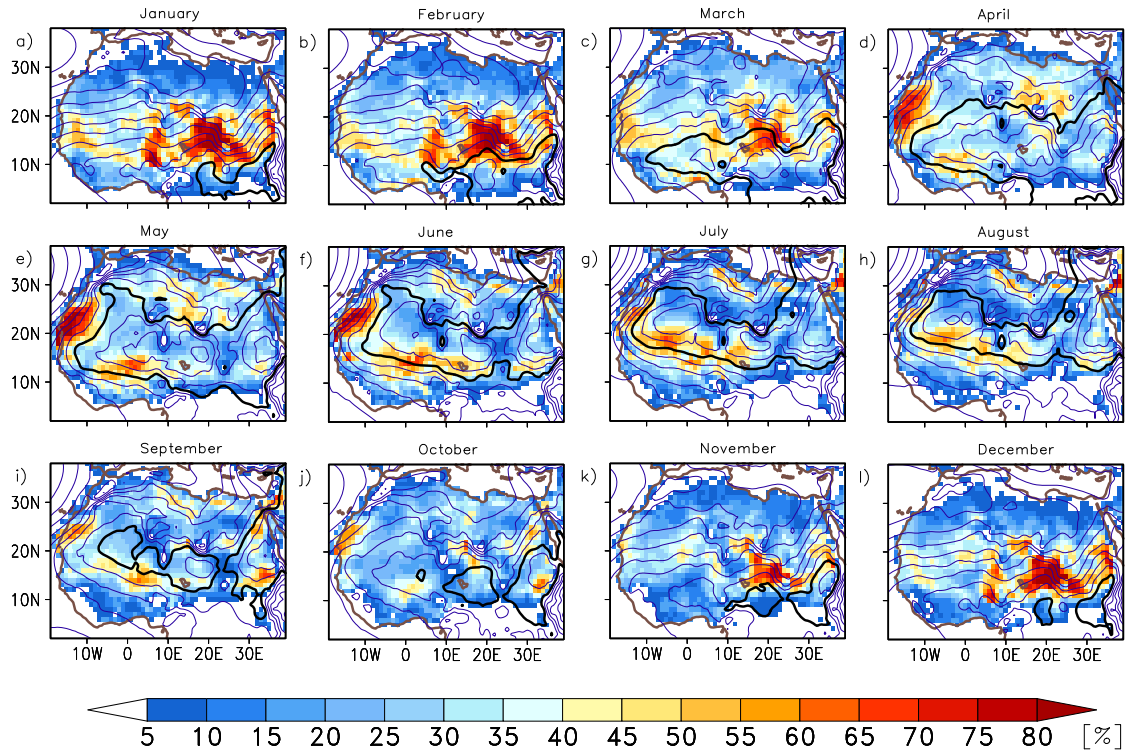 January February March April
a) b) c) d)
30N
20N
10N
May June July August
e) f) g) h)
30N
20N
10N
September October November December
i) j) k) l)
30N
20N
10N
10W 0 10E 20E 30E 10W 0 10E 20E 30E 10W 0 10E 20E 30E 10W 0 10E 20E 30E
5 10 15 20 25 30 35 40 45 50 55 60 65 70 75 80 [%]